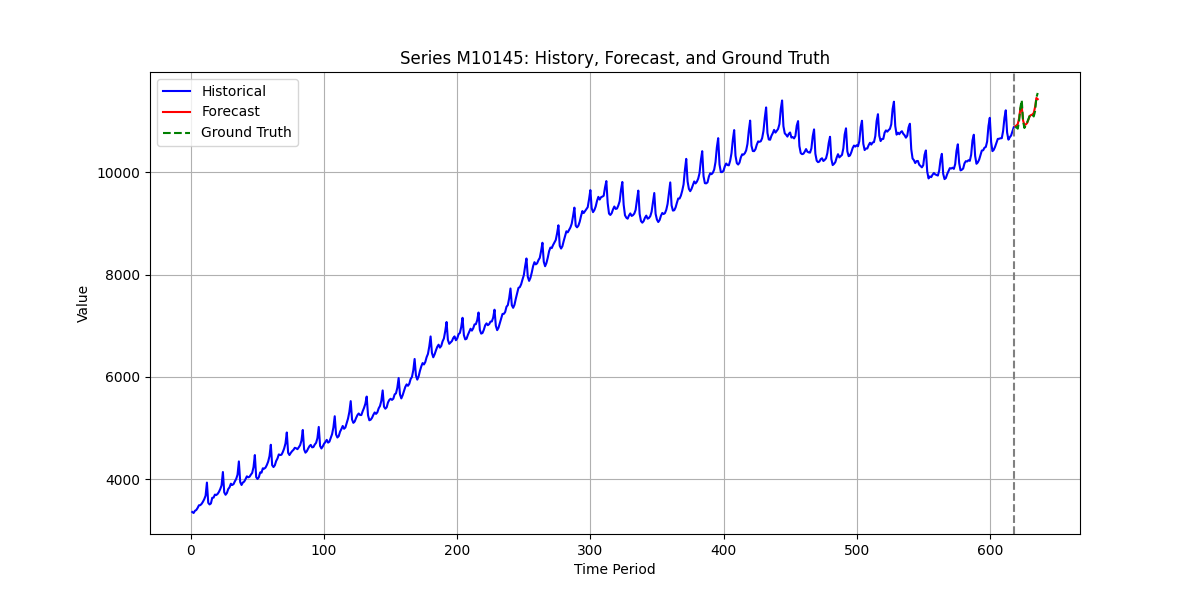 Series M10145: History, Forecast, and Ground Truth
Historical
Forecast
Ground Truth
10000
8000
6000
4000
Value
0 100 200 300 400 500 600
Time Period